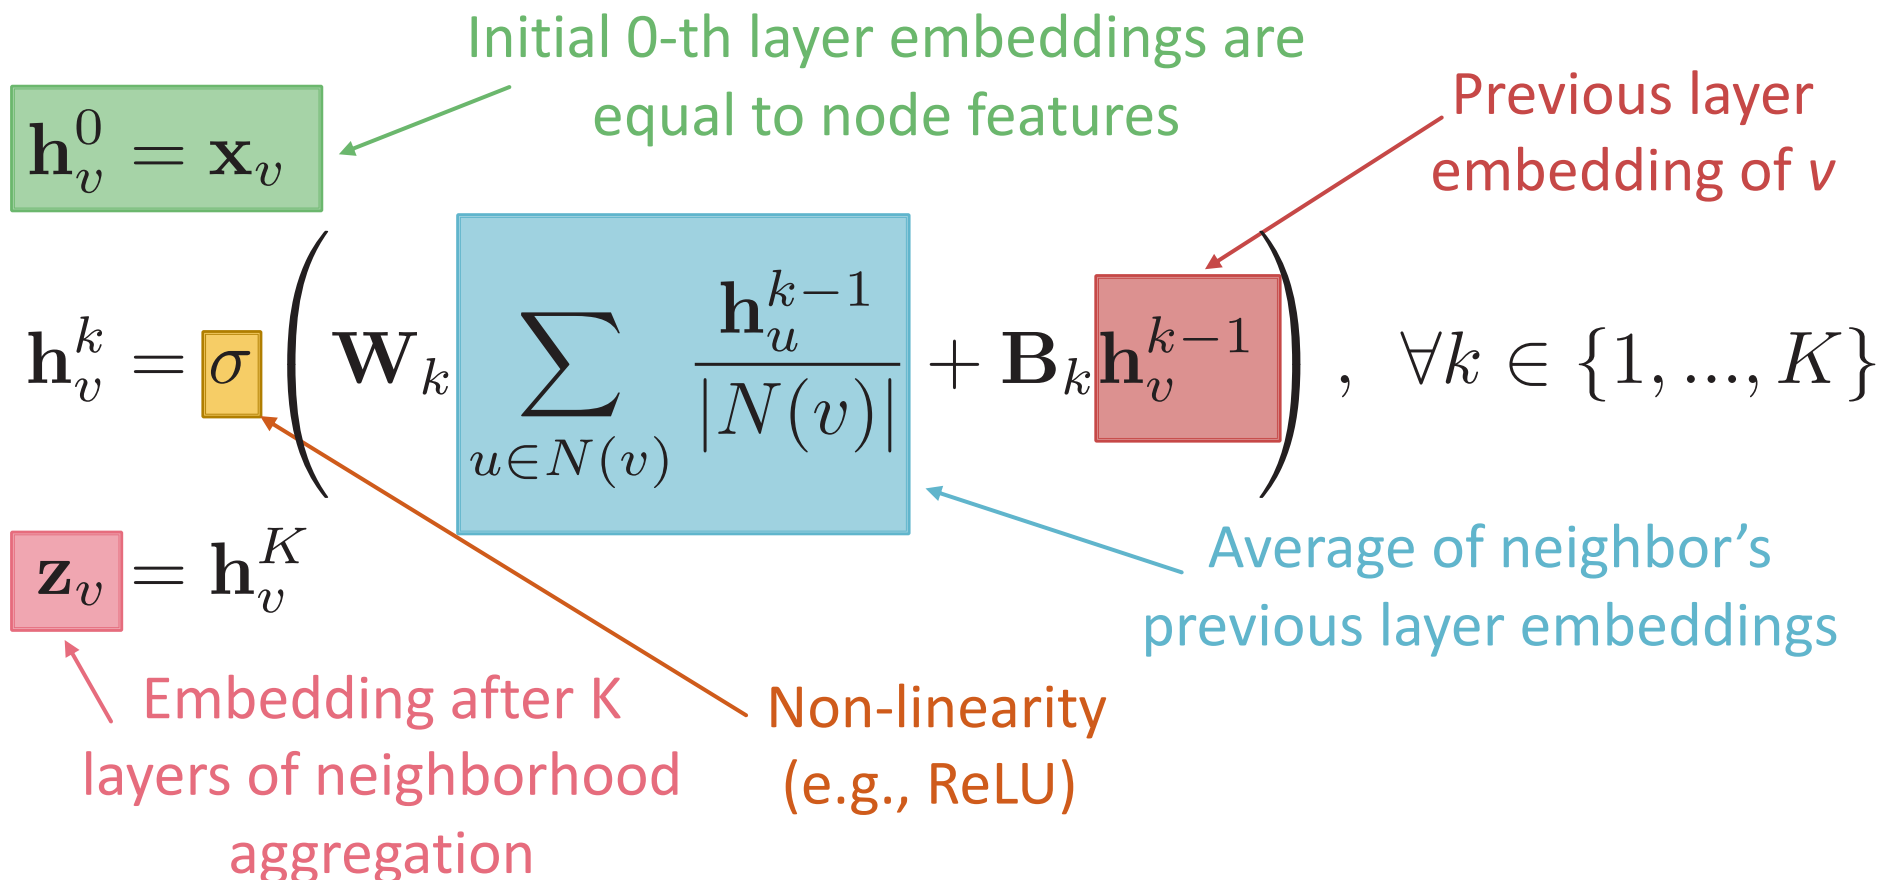 Initial 0-th layer embeddings are
equal to node features
Previous layer
embedding of v
h_v^0 = x_v
h_v^k = σ ( W_k ∑_{u∈N(v)} h_u^{k−1} / |N(v)| + B_k h_v^{k−1} ) , ∀k ∈ {1, ..., K}
z_v = h_v^K
Average of neighbor’s
previous layer embeddings
Embedding after K
layers of neighborhood
aggregation
Non-linearity
(e.g., ReLU)